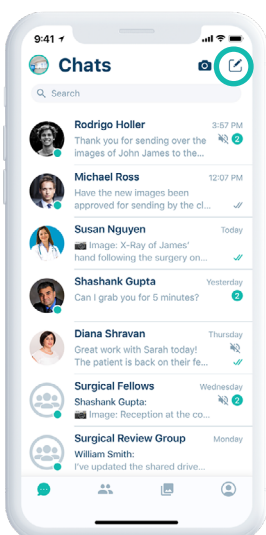 9:41
Chats
Search
Rodrigo Holler 3:57 PM
Thank you for sending over the 2
images of John James to the...
Michael Ross 12:07 PM
Have the new images been
approved for sending by the cl...
Susan Nguyen Today
Image: X-Ray of James'
hand following the surgery on...
Shashank Gupta Yesterday
Can I grab you for 5 minutes? 2
Diana Shravan Thursday
Great work with Sarah today!
The patient is back on their fe...
Surgical Fellows Wednesday
Shashank Gupta: 2
Image: Reception at the co...
Surgical Review Group Monday
William Smith:
I've updated the shared drive...